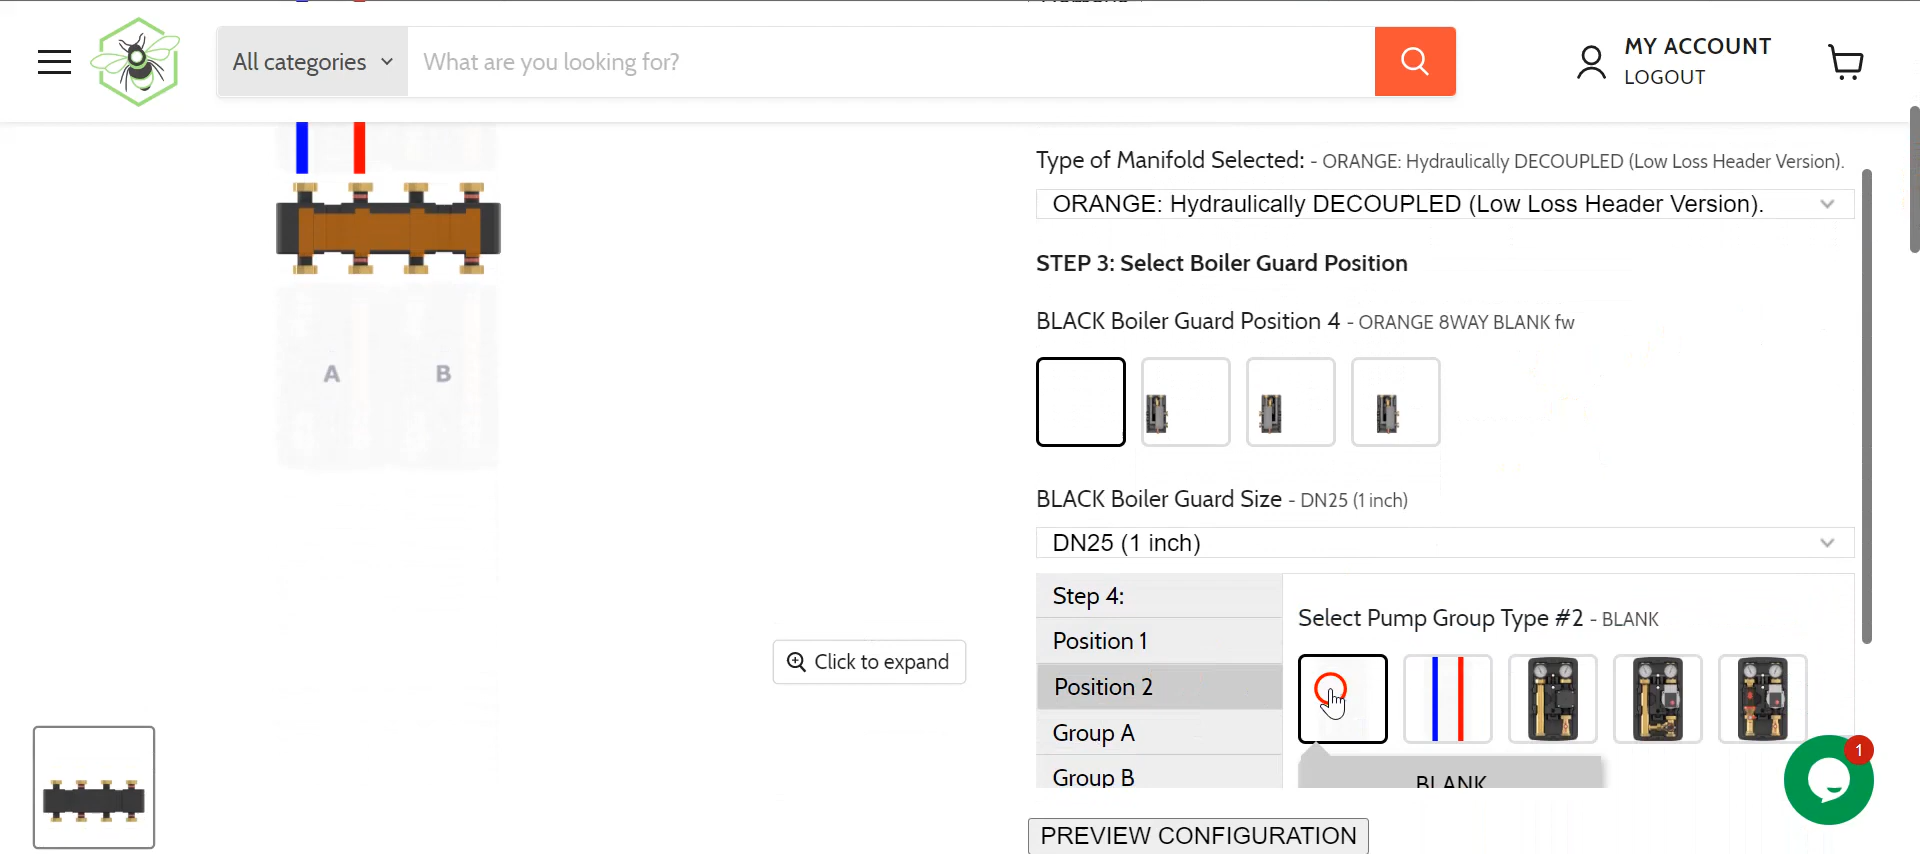 All categories
What are you looking for?
MY ACCOUNT
LOGOUT
Type of Manifold Selected: - ORANGE: Hydraulically DECOUPLED (Low Loss Header Version).
ORANGE: Hydraulically DECOUPLED (Low Loss Header Version).
STEP 3: Select Boiler Guard Position
BLACK Boiler Guard Position 4 - ORANGE 8WAY BLANK fw
A B
BLACK Boiler Guard Size - DN25 (1 inch)
DN25 (1 inch)
Step 4:
Select Pump Group Type #2 - BLANK
Position 1
Position 2
Group A
Group B
BLANK
Click to expand
1
PREVIEW CONFIGURATION